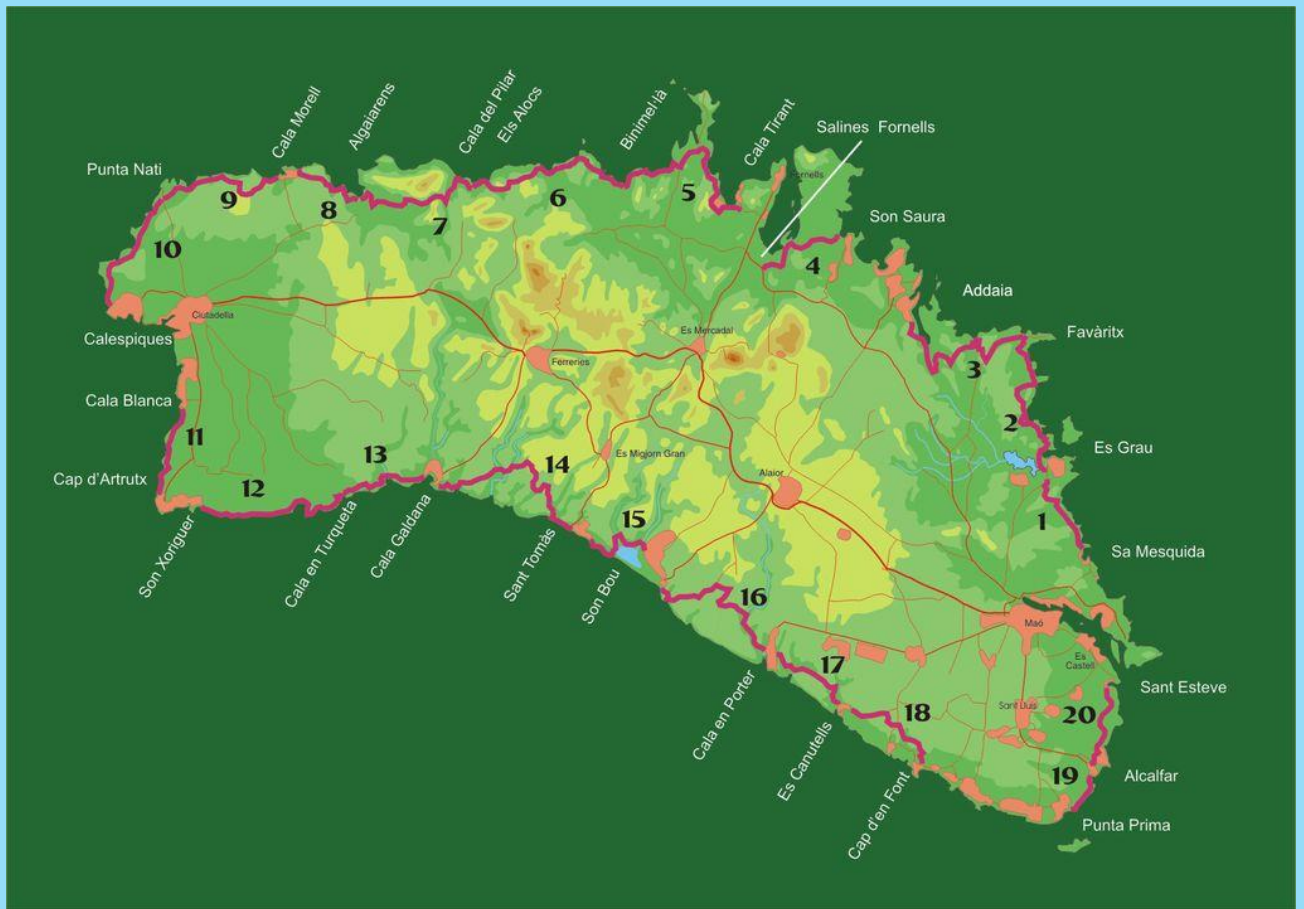 Cala Morell
Algaiarens
Cala del Pilar
Els Alocs
Binimel·là
Cala Tirant
Salines Fornells
Punta Nati
Fornells
Son Saura
Addaia
Favàritx
Es Grau
Sa Mesquida
Sant Esteve
Alcalfar
Punta Prima
Cap d'en Font
Es Canutells
Cala en Porter
Son Bou
Sant Tomàs
Cala Galdana
Cala en Turqueta
Son Xoriguer
Cap d'Artrutx
Cala Blanca
Calespiques
Ciutadella
Ferreries
Es Mercadal
Es Migjorn Gran
Alaior
Maó
Es
Castell
Sant Lluís
1
2
3
4
5
6
7
8
9
10
11
12
13
14
15
16
17
18
19
20